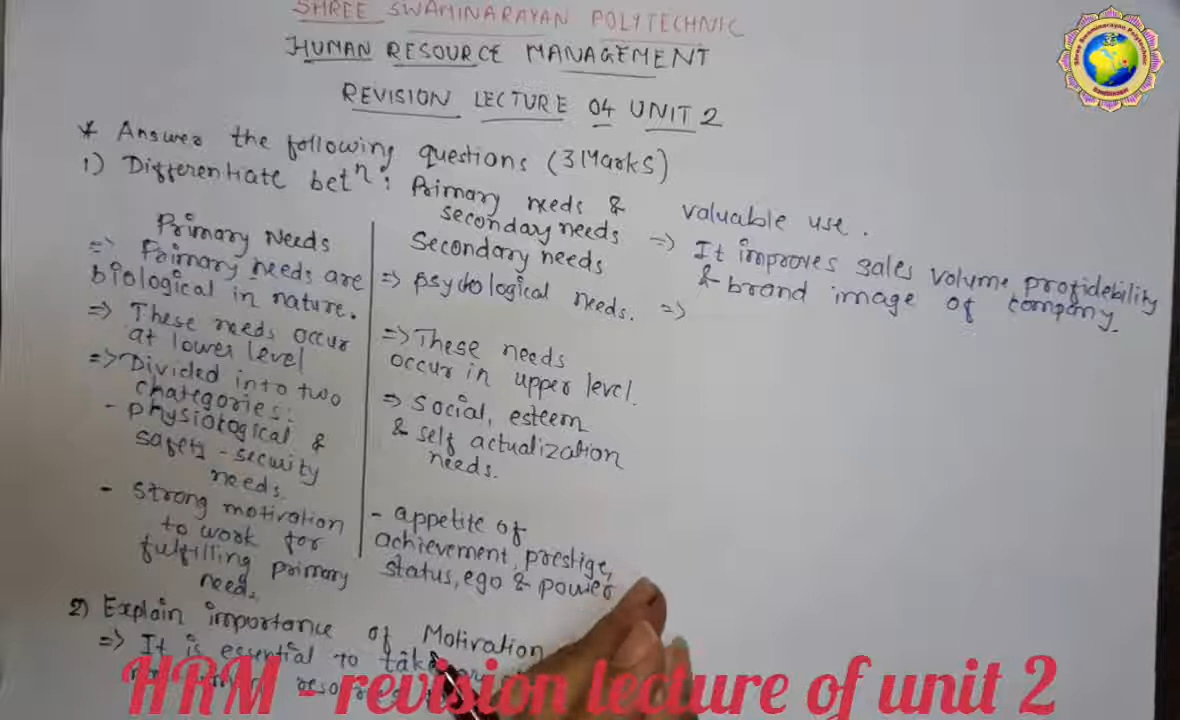 SHREE SWAMINARAYAN POLYTECHNIC
HUMAN RESOURCE MANAGEMENT
REVISION LECTURE 04 UNIT 2
* Answer the following questions (3 Marks)
1) Differentiate betn : Primary needs &
secondary needs
Primary Needs
=> Primary needs are
biological in nature.
=> These needs occur
at lower level
=> Divided into two
chategories:
- physiological &
safety - security
needs.
- Strong motivation
to work for
fulfilling primary
need.
Secondary needs
=> psychological needs.
=> These needs
occur in upper level.
=> Social, esteem
& self actualization
needs.
- appetite of
achievement, prestige,
status, ego & power
2) Explain importance of Motivation
=> It is essential to take
valuable use.
=> It improves sales volume, profidebility
& brand image of company.
=>
HRM - revision lecture of unit 2
Shree Swaminarayan Polytechnic